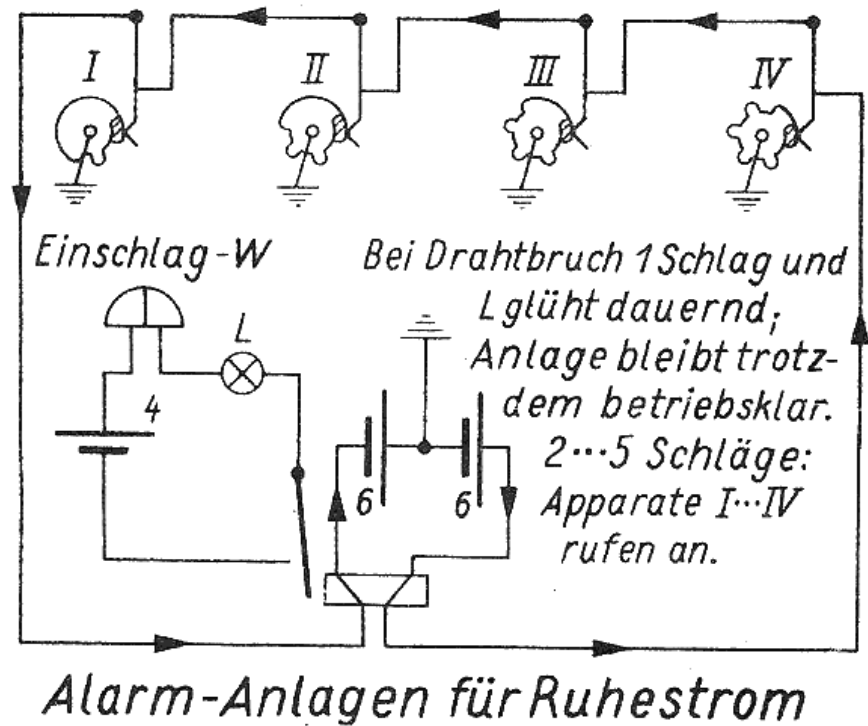 I II III IV
Einschlag-W
Bei Drahtbruch 1 Schlag und
L glüht dauernd;
Anlage bleibt trotz-
dem betriebsklar.
2···5 Schläge:
Apparate I···IV
rufen an.
L
4
6 6
Alarm-Anlagen für Ruhestrom